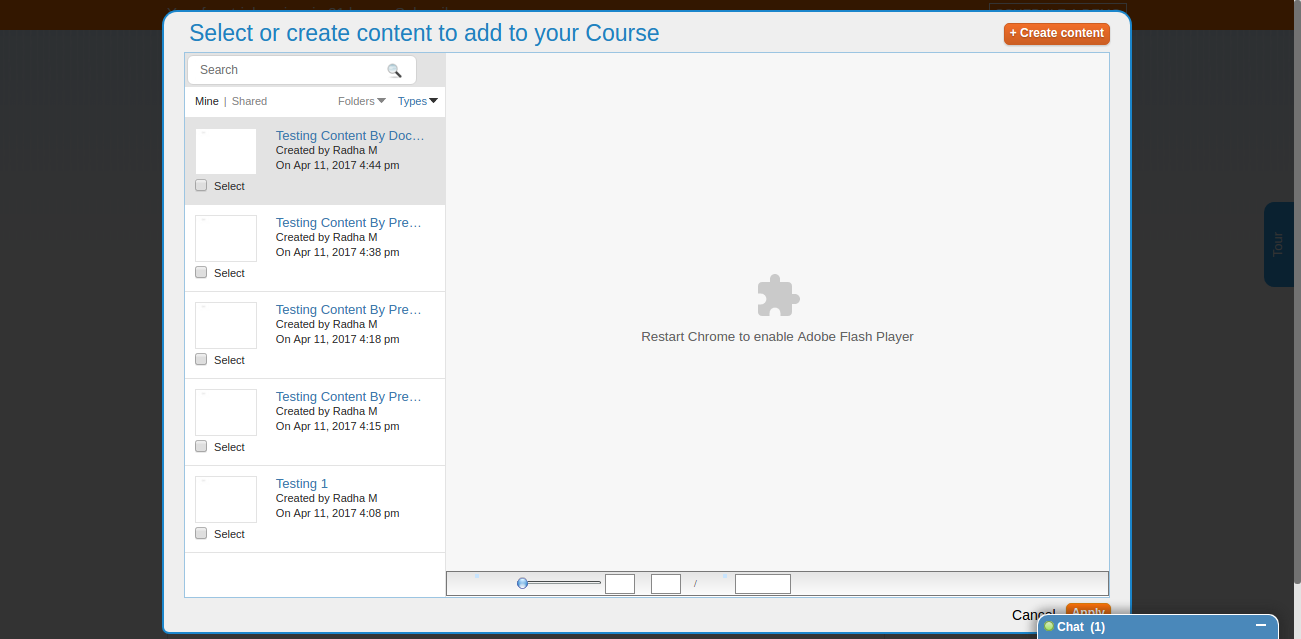 Select or create content to add to your Course
+ Create content
Search
Mine | Shared
Folders
Types
Testing Content By Doc…
Created by Radha M
On Apr 11, 2017 4:44 pm
Select
Testing Content By Pre…
Created by Radha M
On Apr 11, 2017 4:38 pm
Select
Testing Content By Pre…
Created by Radha M
On Apr 11, 2017 4:18 pm
Select
Testing Content By Pre…
Created by Radha M
On Apr 11, 2017 4:15 pm
Select
Testing 1
Created by Radha M
On Apr 11, 2017 4:08 pm
Select
Restart Chrome to enable Adobe Flash Player
/
Tour
Cancel
Apply
Chat (1)